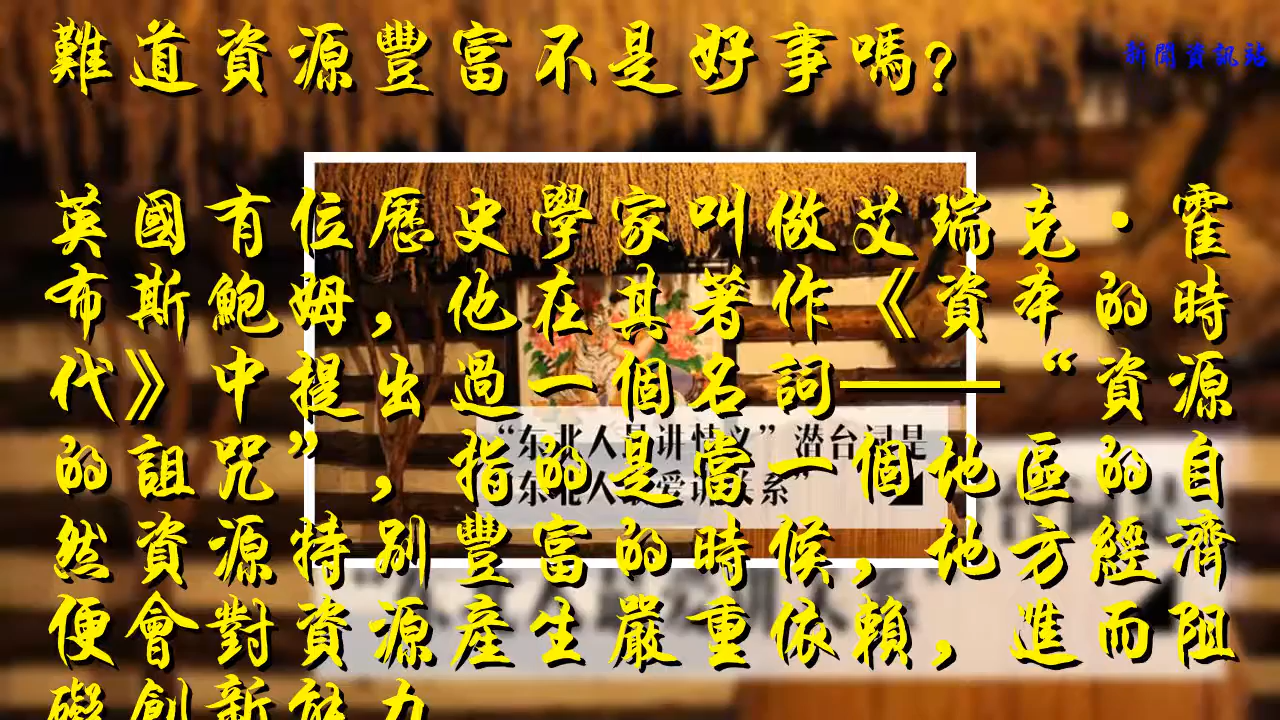 難道資源豐富不是好事嗎?
新聞資訊站
英國有位歷史學家叫做艾瑞克·霍
布斯鮑姆,他在其著作《資本的時
代》中提出過一個名詞——“資源
的詛咒”,指的是當一個地區的自
然資源特別豐富的時候,地方經濟
便會對資源產生嚴重依賴,進而阻
礙創新能力
“东北人最讲情义”潜台词是
“东北人最爱讲关系”